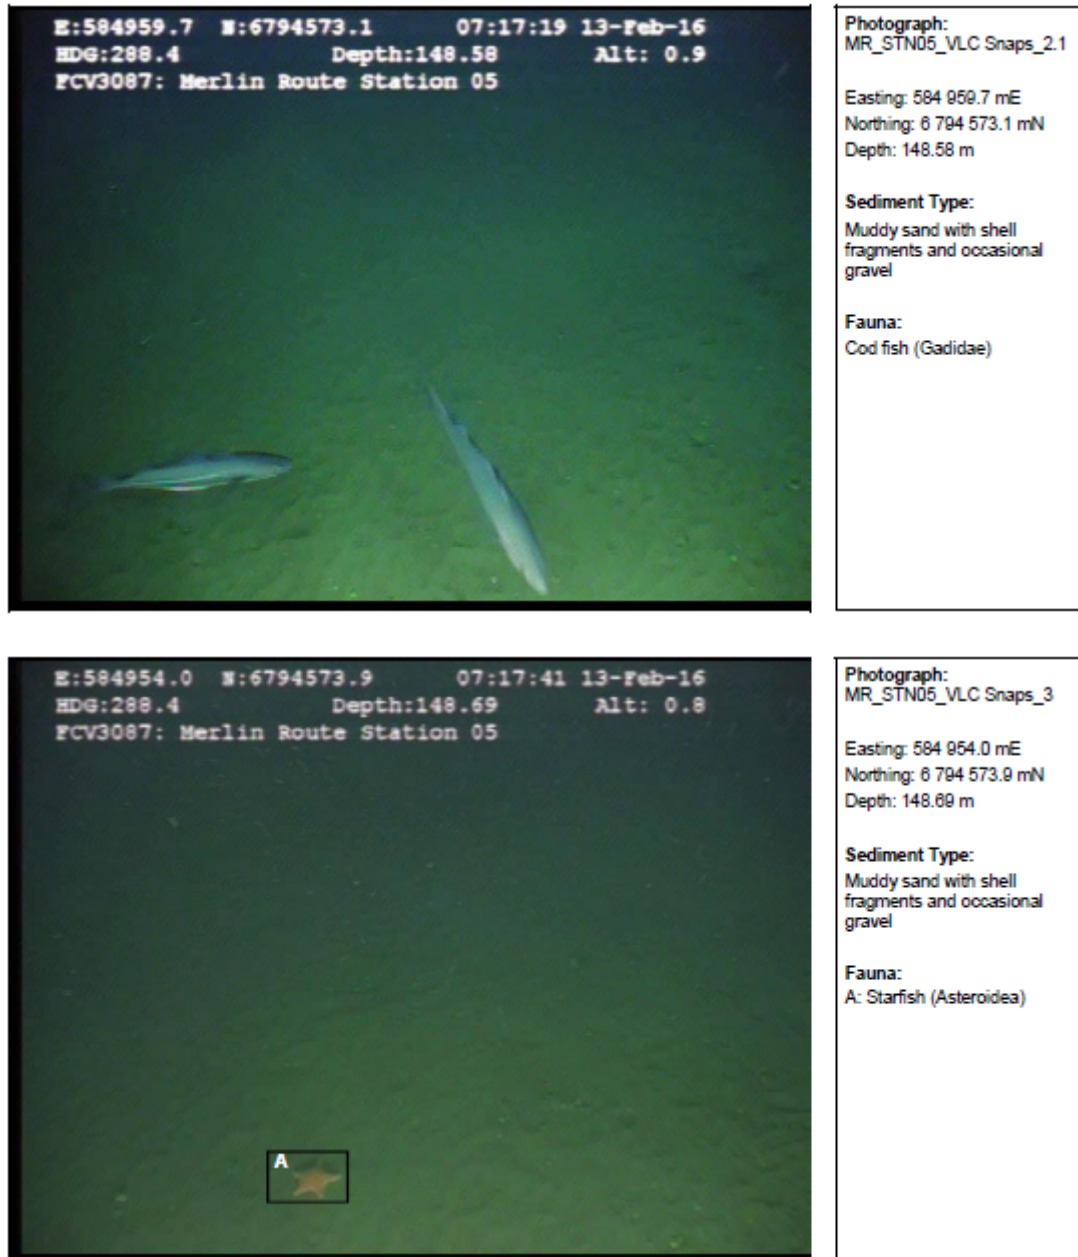 E:584959.7 N:6794573.1 07:17:19 13-Feb-16
HDG:288.4 Depth:148.58 Alt: 0.9
FCV3087: Merlin Route Station 05
Photograph:
MR_STN05_VLC Snaps_2.1
Easting: 584 959.7 mE
Northing: 6 794 573.1 mN
Depth: 148.58 m
Sediment Type:
Muddy sand with shell
fragments and occasional
gravel
Fauna:
Cod fish (Gadidae)
E:584954.0 N:6794573.9 07:17:41 13-Feb-16
HDG:288.4 Depth:148.69 Alt: 0.8
FCV3087: Merlin Route Station 05
A
Photograph:
MR_STN05_VLC Snaps_3
Easting: 584 954.0 mE
Northing: 6 794 573.9 mN
Depth: 148.69 m
Sediment Type:
Muddy sand with shell
fragments and occasional
gravel
Fauna:
A: Starfish (Asteroidea)